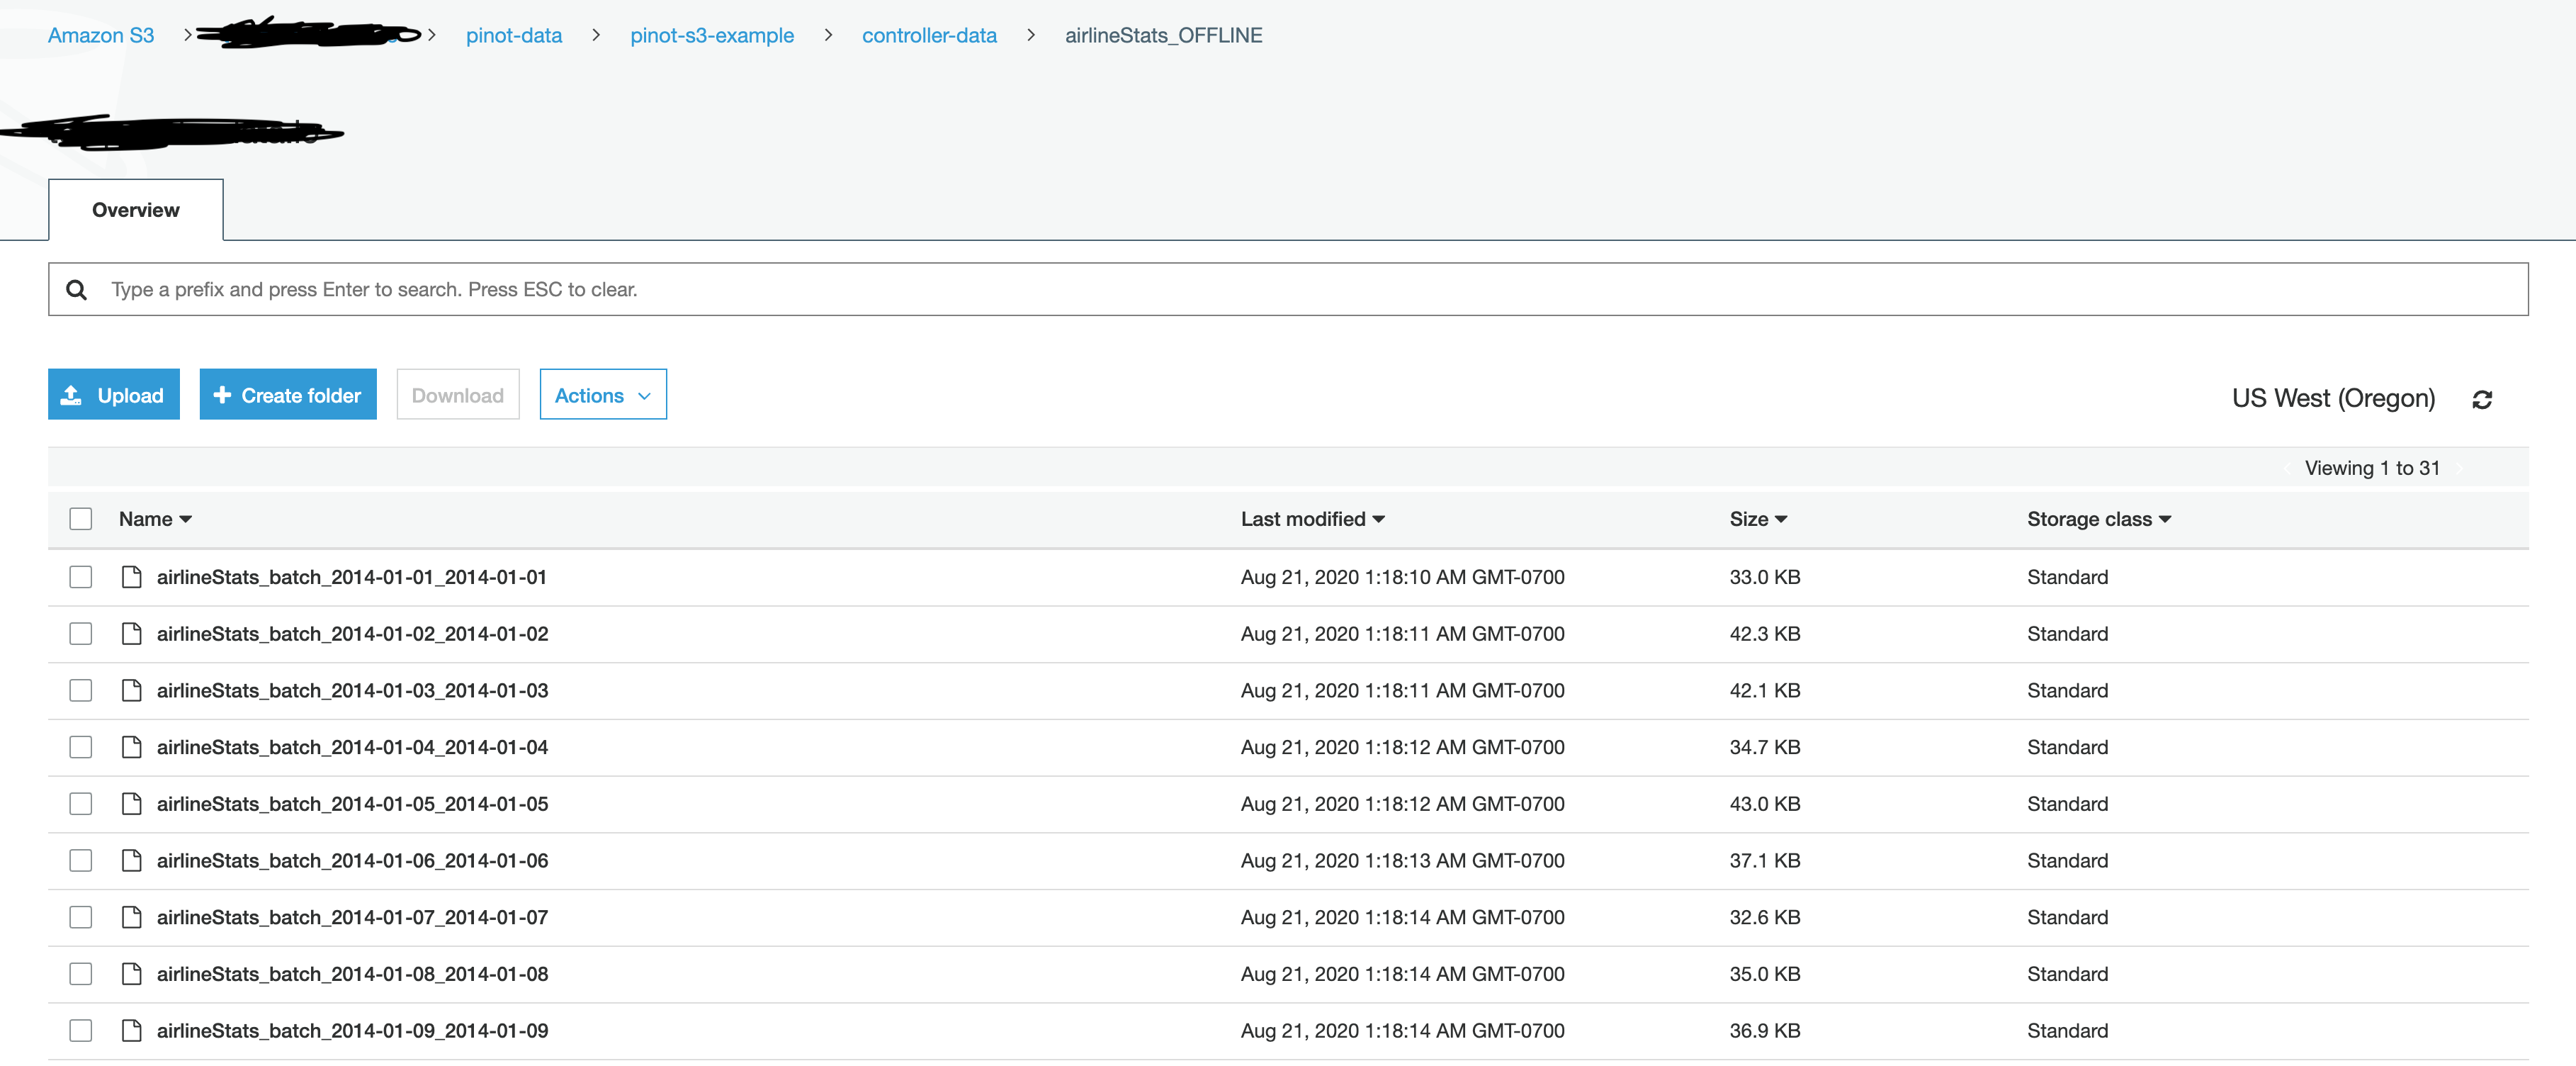 Amazon S3 > > pinot-data > pinot-s3-example > controller-data > airlineStats_OFFLINE
Overview
Type a prefix and press Enter to search. Press ESC to clear.
Upload + Create folder Download Actions
US West (Oregon)
Viewing 1 to 31
Name Last modified Size Storage class
airlineStats_batch_2014-01-01_2014-01-01 Aug 21, 2020 1:18:10 AM GMT-0700 33.0 KB Standard
airlineStats_batch_2014-01-02_2014-01-02 Aug 21, 2020 1:18:11 AM GMT-0700 42.3 KB Standard
airlineStats_batch_2014-01-03_2014-01-03 Aug 21, 2020 1:18:11 AM GMT-0700 42.1 KB Standard
airlineStats_batch_2014-01-04_2014-01-04 Aug 21, 2020 1:18:12 AM GMT-0700 34.7 KB Standard
airlineStats_batch_2014-01-05_2014-01-05 Aug 21, 2020 1:18:12 AM GMT-0700 43.0 KB Standard
airlineStats_batch_2014-01-06_2014-01-06 Aug 21, 2020 1:18:13 AM GMT-0700 37.1 KB Standard
airlineStats_batch_2014-01-07_2014-01-07 Aug 21, 2020 1:18:14 AM GMT-0700 32.6 KB Standard
airlineStats_batch_2014-01-08_2014-01-08 Aug 21, 2020 1:18:14 AM GMT-0700 35.0 KB Standard
airlineStats_batch_2014-01-09_2014-01-09 Aug 21, 2020 1:18:14 AM GMT-0700 36.9 KB Standard